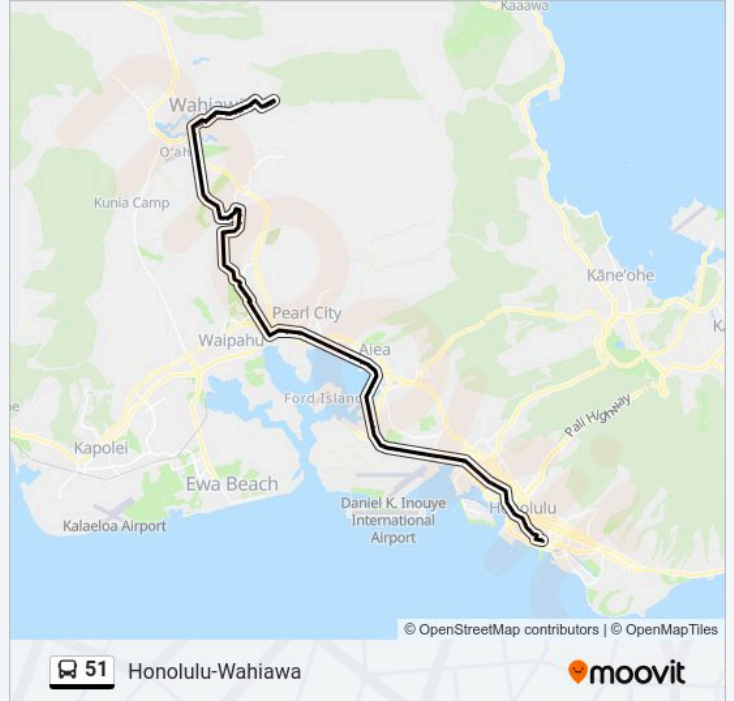 Kaaawa
Wahiawa
O'ahu
Kunia Camp
Kāne'ohe
Pearl City
Waipahu
Aiea
Ford Island
Pali Highway
Kapolei
Ewa Beach
Honolulu
Daniel K. Inouye
International
Airport
Kalaeloa Airport
© OpenStreetMap contributors | © OpenMapTiles
51 Honolulu-Wahiawa
moovit